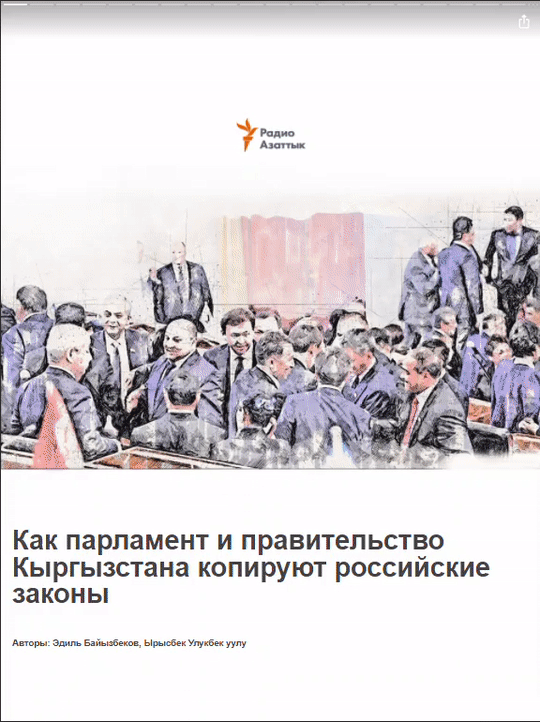 Радио
Азаттык
Как парламент и правительство
Кыргызстана копируют российские
законы
Авторы: Эдиль Байызбеков, Ырысбек Улукбек уулу